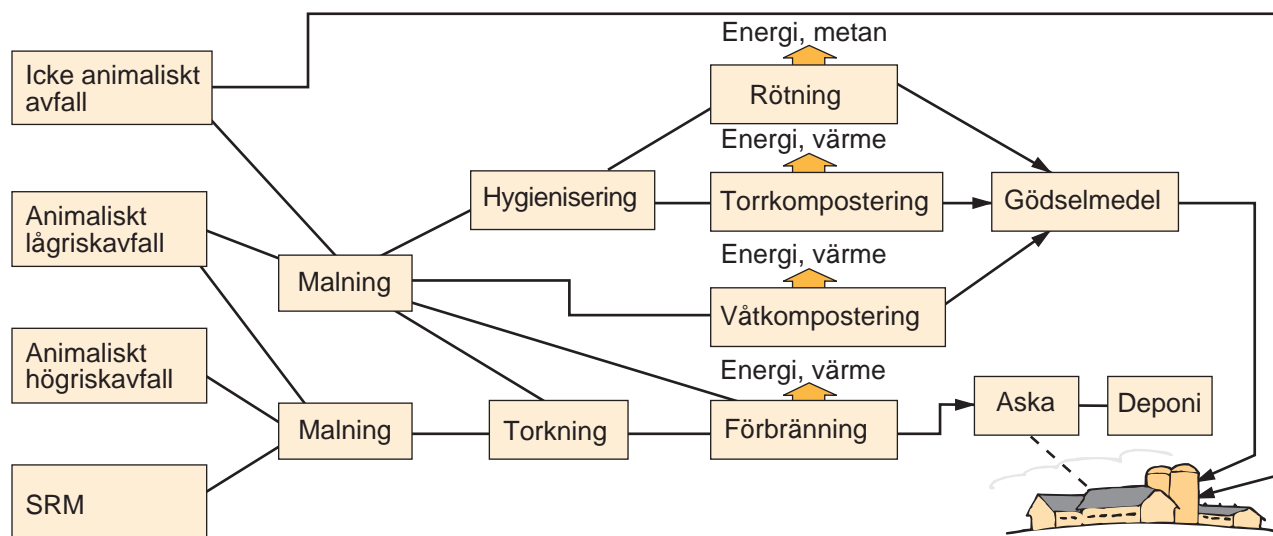 Icke animaliskt
avfall
Animaliskt
lågriskavfall
Animaliskt
högriskavfall
SRM
Malning
Malning
Hygienisering
Torkning
Energi, metan
Rötning
Energi, värme
Torrkompostering
Energi, värme
Våtkompostering
Energi, värme
Förbränning
Gödselmedel
Aska
Deponi